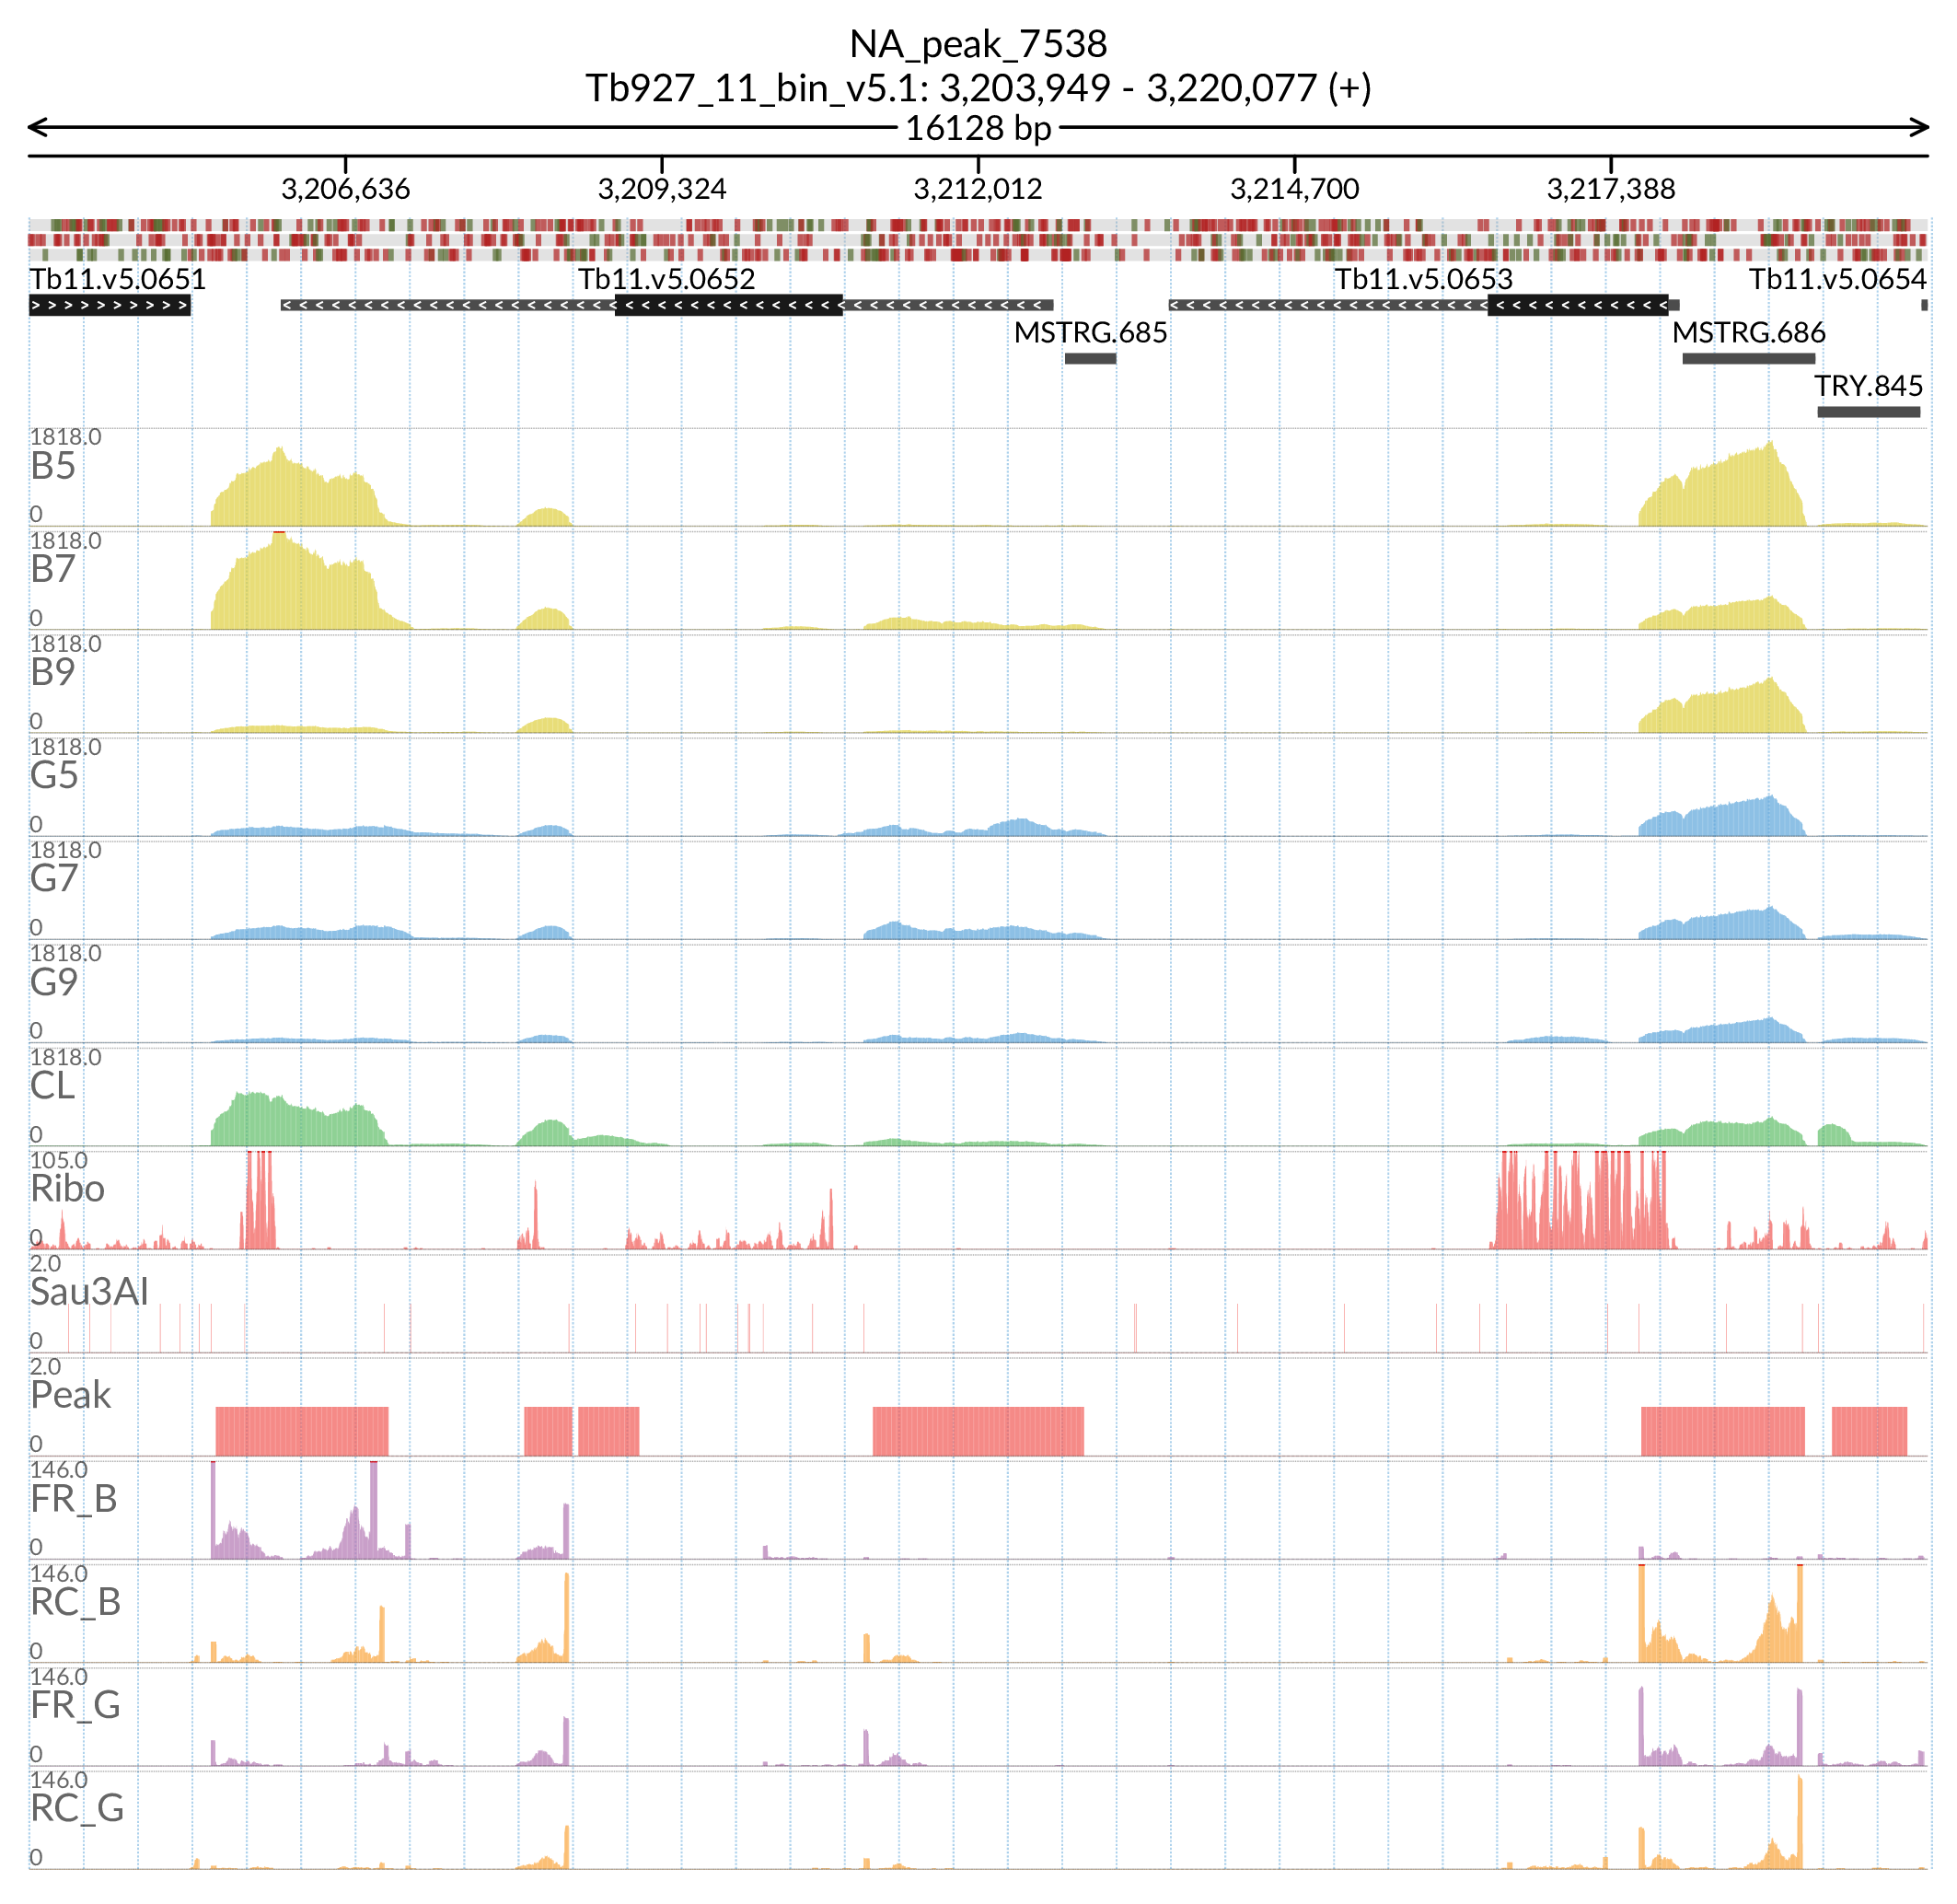 NA_peak_7538
Tb927_11_bin_v5.1: 3,203,949 - 3,220,077 (+)
16128 bp
3,206,636 3,209,324 3,212,012 3,214,700 3,217,388
Tb11.v5.0651 Tb11.v5.0652 Tb11.v5.0653 Tb11.v5.0654
MSTRG.685 MSTRG.686
TRY.845
1818.0
B5
0
1818.0
B7
0
1818.0
B9
0
1818.0
G5
0
1818.0
G7
0
1818.0
G9
0
1818.0
CL
0
105.0
Ribo
0
2.0
Sau3AI
0
2.0
Peak
0
146.0
FR_B
0
146.0
RC_B
0
146.0
FR_G
0
146.0
RC_G
0